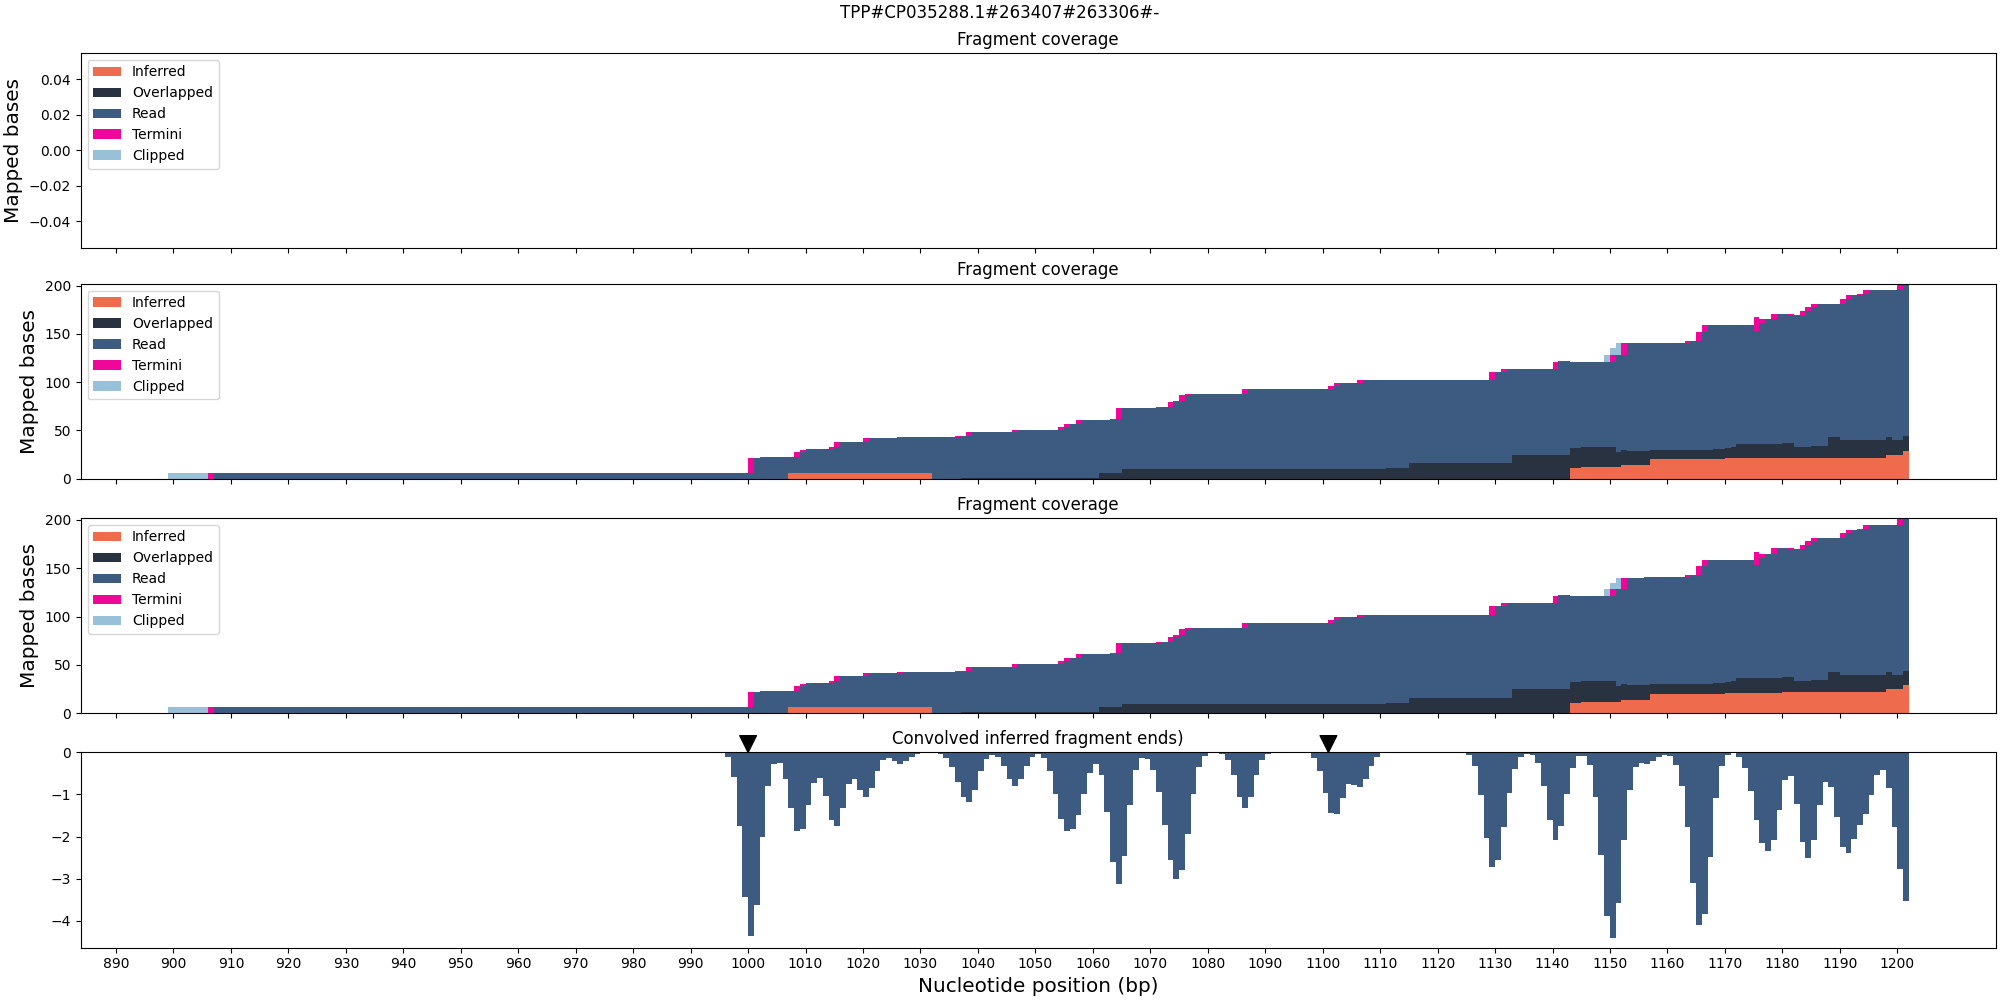 TPP#CP035288.1#263407#263306#-
Fragment coverage
Mapped bases
0.04
0.02
0.00
−0.02
−0.04
Inferred
Overlapped
Read
Termini
Clipped
Fragment coverage
Mapped bases
200
150
100
50
0
Inferred
Overlapped
Read
Termini
Clipped
Fragment coverage
Mapped bases
200
150
100
50
0
Inferred
Overlapped
Read
Termini
Clipped
Convolved inferred fragment ends)
0
−1
−2
−3
−4
890 900 910 920 930 940 950 960 970 980 990 1000 1010 1020 1030 1040 1050 1060 1070 1080 1090 1100 1110 1120 1130 1140 1150 1160 1170 1180 1190 1200
Nucleotide position (bp)